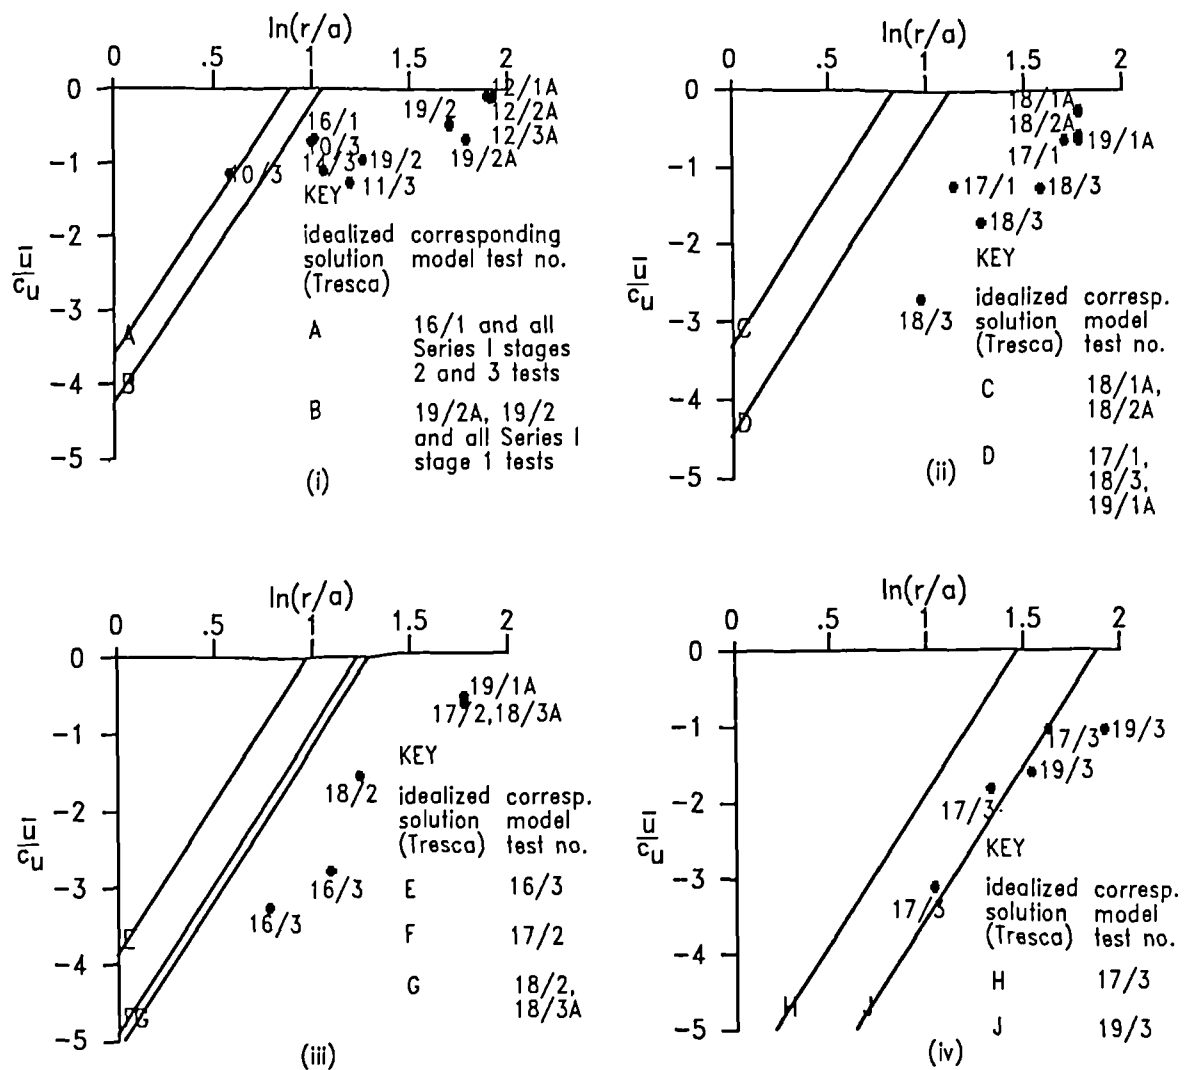 ln(r/a)
0 .5 1 1.5 2
0
-1
-2
-3
-4
-5
u
cu
12/1A
12/2A
12/3A
19/2
19/2A
16/1
10/3
14/3
19/2
11/3
10/3
A
B
KEY
idealized corresponding
solution model test no.
(Tresca)
A 16/1 and all
Series I stages
2 and 3 tests
B 19/2A, 19/2
and all Series I
stage 1 tests
(i)
ln(r/a)
0 .5 1 1.5 2
0
-1
-2
-3
-4
-5
u
cu
18/1A
18/2A
19/1A
17/1
17/1
18/3
18/3
18/3
C
D
KEY
idealized corresp.
solution model
(Tresca) test no.
C 18/1A,
18/2A
D 17/1,
18/3,
19/1A
(ii)
ln(r/a)
0 .5 1 1.5 2
0
-1
-2
-3
-4
-5
u
cu
19/1A
17/2,18/3A
18/2
16/3
16/3
E
F
G
KEY
idealized corresp.
solution model
(Tresca) test no.
E 16/3
F 17/2
G 18/2,
18/3A
(iii)
ln(r/a)
0 .5 1 1.5 2
0
-1
-2
-3
-4
-5
u
cu
17/3
19/3
19/3
17/3
17/3
H
J
KEY
idealized corresp.
solution model
(Tresca) test no.
H 17/3
J 19/3
(iv)